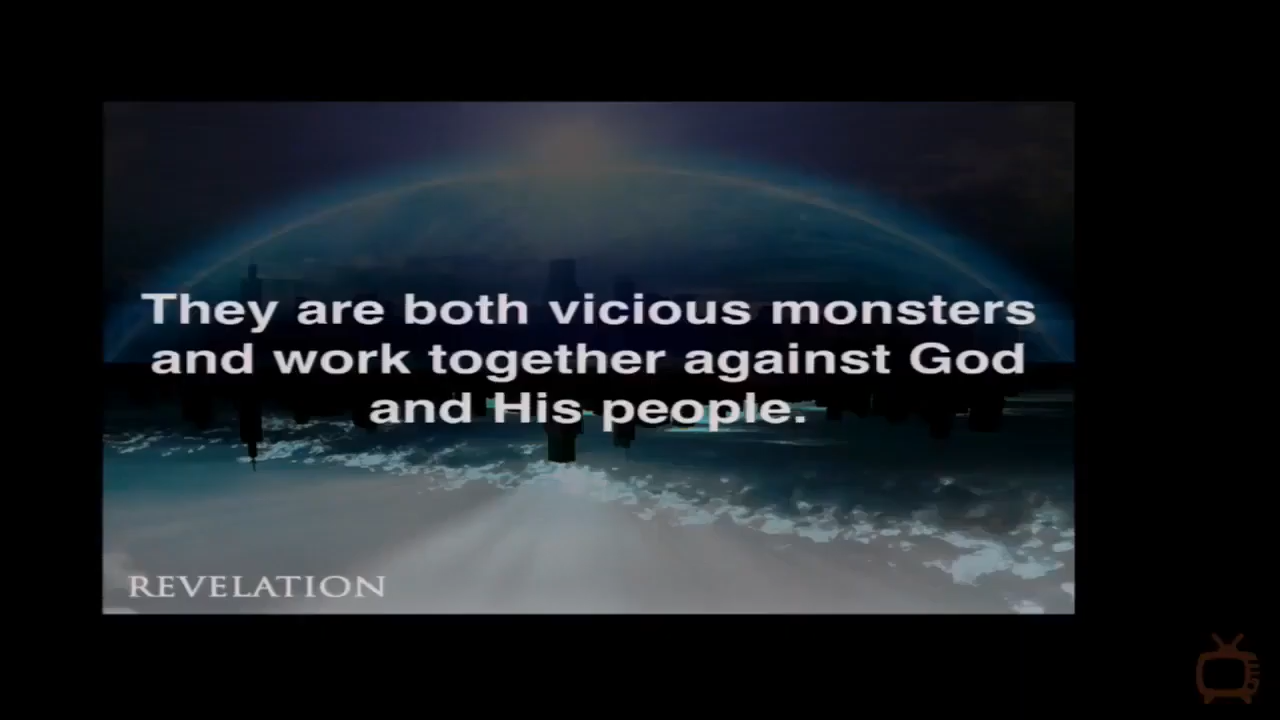 They are both vicious monsters
and work together against God
and His people.
REVELATION